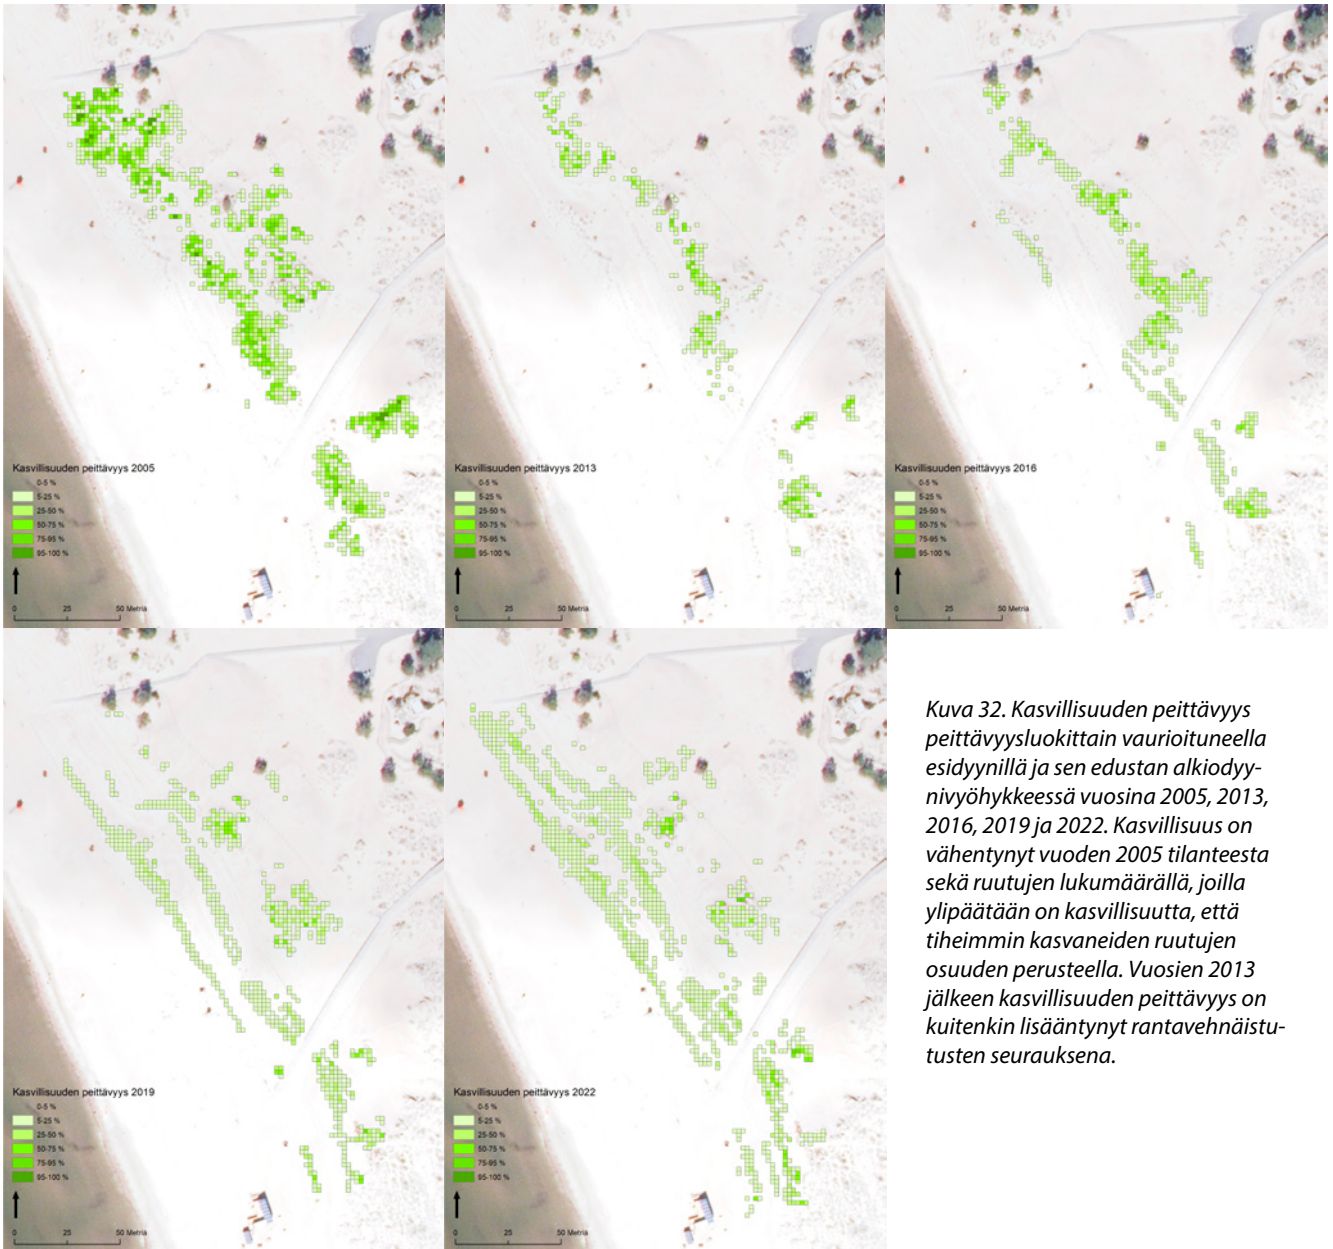 Kasvillisuuden peittävyys 2005
0-5 %
5-25 %
25-50 %
50-75 %
75-95 %
95-100 %
0 25 50 Metriä
Kasvillisuuden peittävyys 2013
0-5 %
5-25 %
25-50 %
50-75 %
75-95 %
95-100 %
0 25 50 Metriä
Kasvillisuuden peittävyys 2016
0-5 %
5-25 %
25-50 %
50-75 %
75-95 %
95-100 %
0 25 50 Metriä
Kasvillisuuden peittävyys 2019
0-5 %
5-25 %
25-50 %
50-75 %
75-95 %
95-100 %
0 25 50 Metriä
Kasvillisuuden peittävyys 2022
0-5 %
5-25 %
25-50 %
50-75 %
75-95 %
95-100 %
0 25 50 Metriä
Kuva 32. Kasvillisuuden peittävyys
peittävyysluokittain vaurioituneella
esidyynillä ja sen edustan alkiodyy-
nivyöhykkeessä vuosina 2005, 2013,
2016, 2019 ja 2022. Kasvillisuus on
vähentynyt vuoden 2005 tilanteesta
sekä ruutujen lukumäärällä, joilla
ylipäätään on kasvillisuutta, että
tiheimmin kasvaneiden ruutujen
osuuden perusteella. Vuosien 2013
jälkeen kasvillisuuden peittävyys on
kuitenkin lisääntynyt rantavehnäistu-
tusten seurauksena.